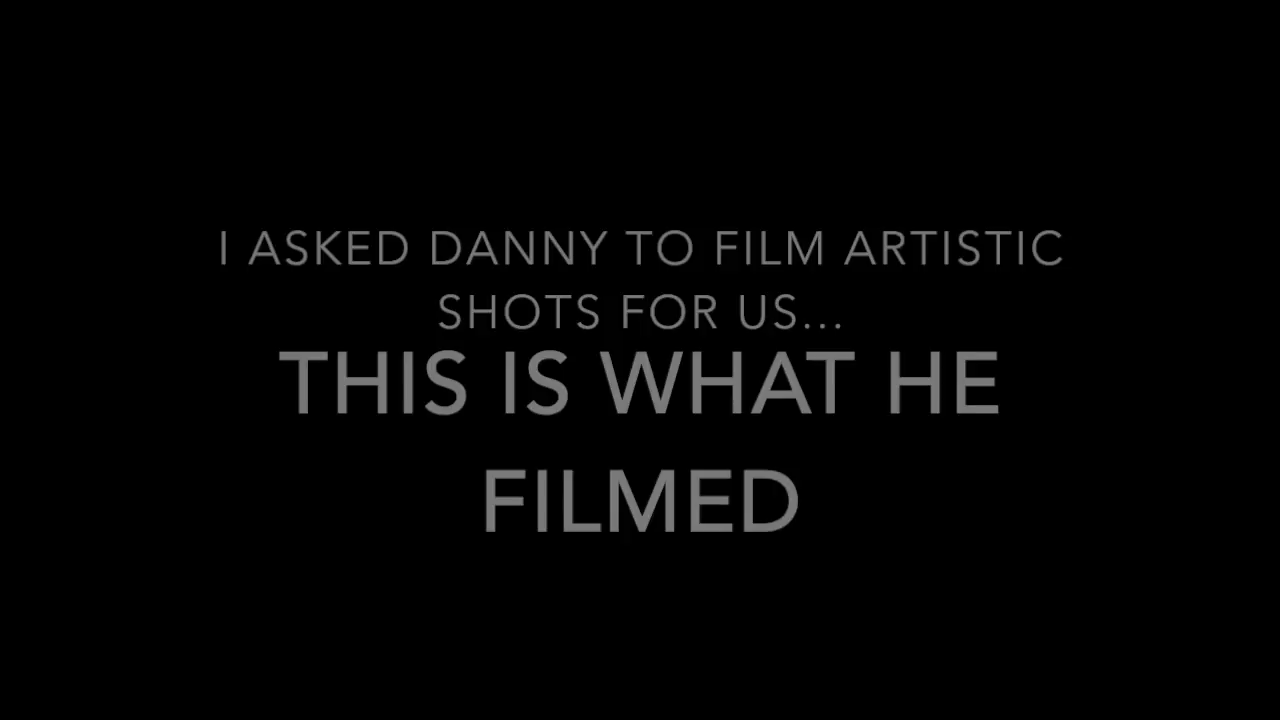 I ASKED DANNY TO FILM ARTISTIC
SHOTS FOR US...
THIS IS WHAT HE
FILMED